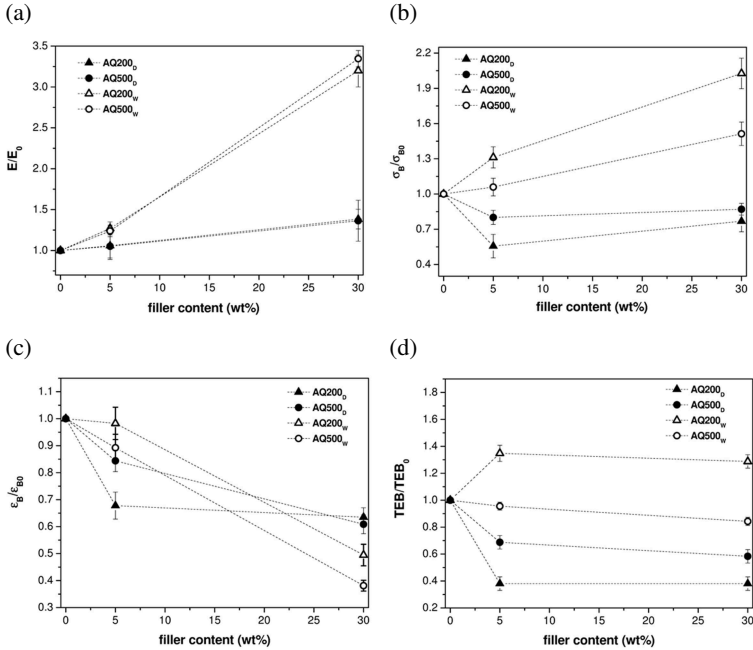 (a)
3.5
3.0
2.5
2.0
1.5
1.0
E/E0
AQ200D
AQ500D
AQ200W
AQ500W
0 5 10 15 20 25 30
filler content (wt%)
(b)
2.2
1.9
1.6
1.3
1.0
0.7
0.4
σB/σB0
AQ200D
AQ500D
AQ200W
AQ500W
0 5 10 15 20 25 30
filler content (wt%)
(c)
1.1
1.0
0.9
0.8
0.7
0.6
0.5
0.4
0.3
εB/εB0
AQ200D
AQ500D
AQ200W
AQ500W
0 5 10 15 20 25 30
filler content (wt%)
(d)
1.8
1.6
1.4
1.2
1.0
0.8
0.6
0.4
0.2
TEB/TEB0
AQ200D
AQ500D
AQ200W
AQ500W
0 5 10 15 20 25 30
filler content (wt%)